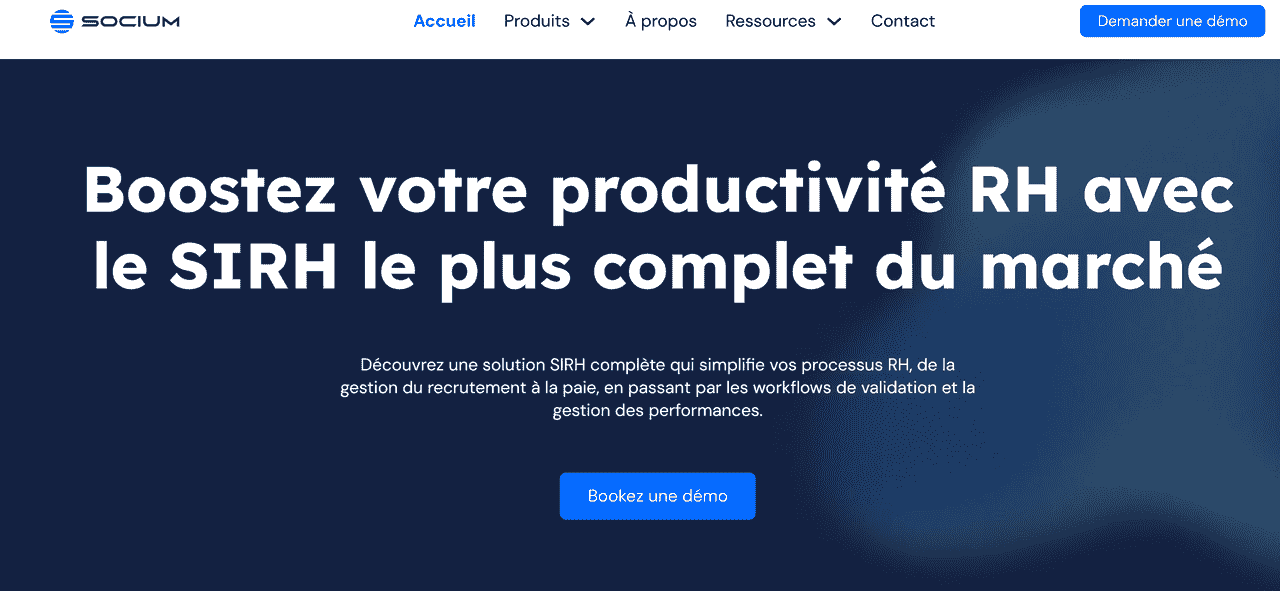 SOCIUM
Accueil
Produits
À propos
Ressources
Contact
Demander une démo
Boostez votre productivité RH avec
le SIRH le plus complet du marché
Découvrez une solution SIRH complète qui simplifie vos processus RH, de la
gestion du recrutement à la paie, en passant par les workflows de validation et la
gestion des performances.
Bookez une démo